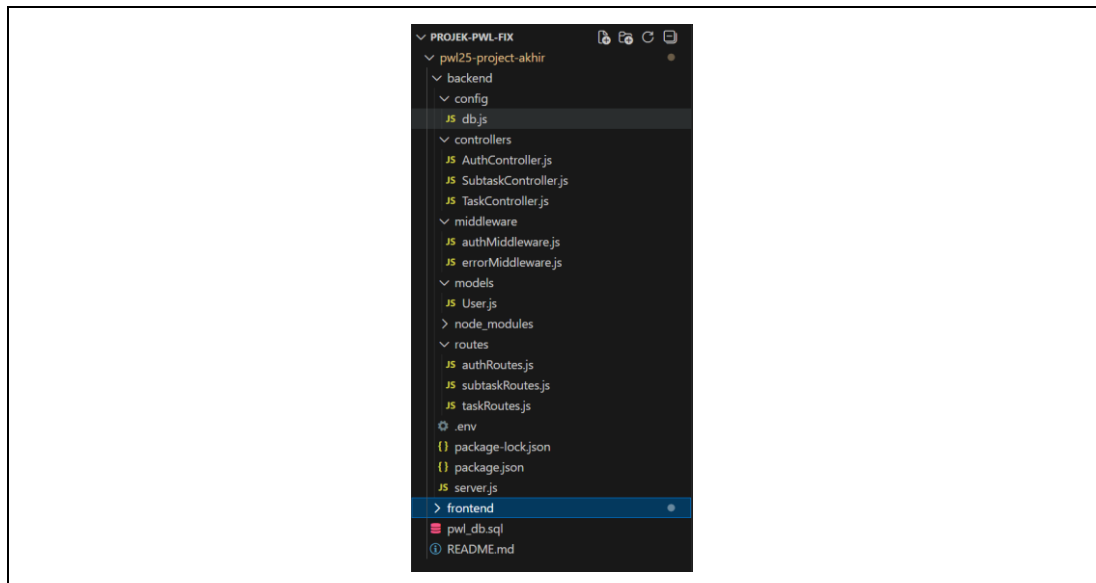 PROJEK-PWL-FIX
pwl25-project-akhir
backend
config
JS db.js
controllers
JS AuthController.js
JS SubtaskController.js
JS TaskController.js
middleware
JS authMiddleware.js
JS errorMiddleware.js
models
JS User.js
node_modules
routes
JS authRoutes.js
JS subtaskRoutes.js
JS taskRoutes.js
.env
{} package-lock.json
{} package.json
JS server.js
frontend
pwl_db.sql
README.md